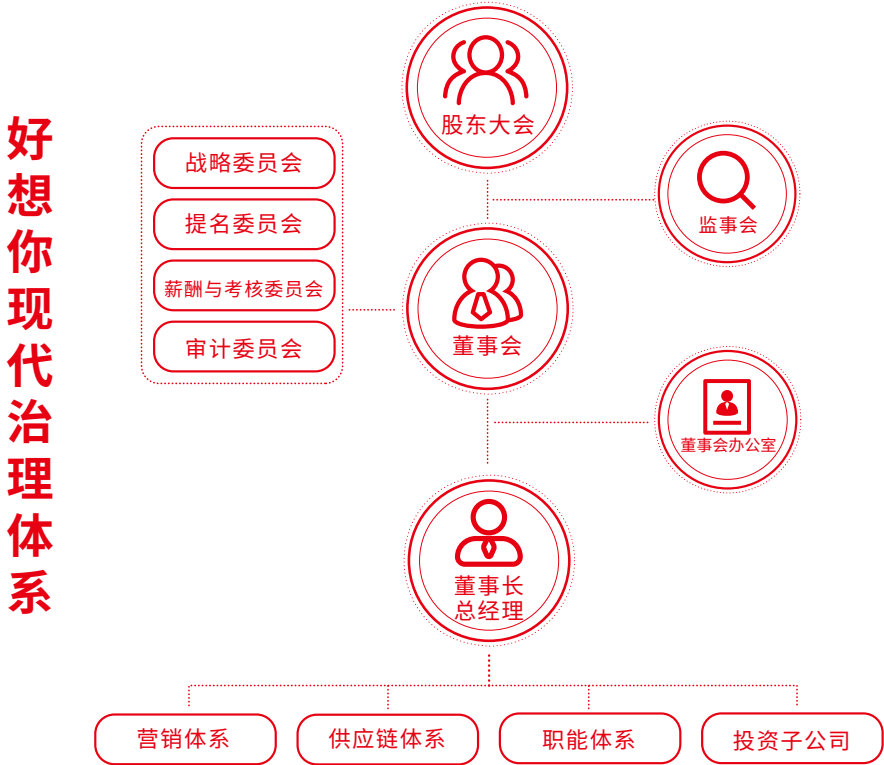 好想你现代治理体系
股东大会
战略委员会
提名委员会
薪酬与考核委员会
审计委员会
监事会
董事会
董事会办公室
董事长
总经理
营销体系
供应链体系
职能体系
投资子公司